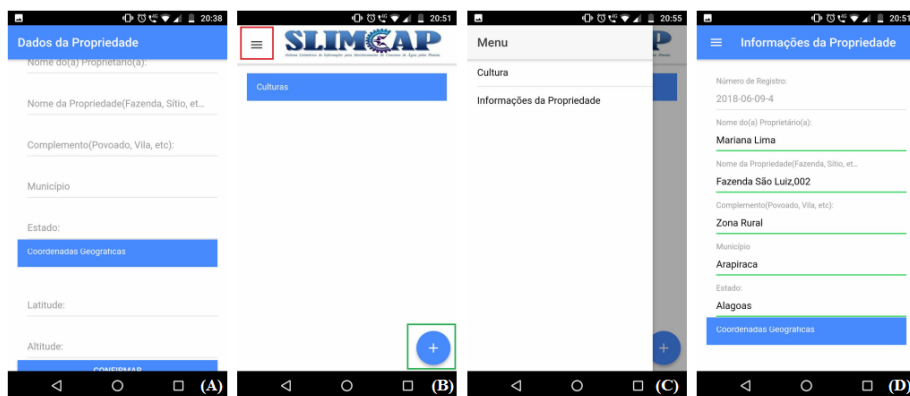 20:38
Dados da Propriedade
Nome do(a) Proprietário(a):
Nome da Propriedade(Fazenda, Sítio, et...
Complemento(Povoado, Vila, etc):
Município
Estado:
Coordenadas Geográficas
Latitude:
Altitude:
CONFIRMAR
(A)
20:51
SLIMCAP
Culturas
+
(B)
20:55
Menu
P
Cultura
Informações da Propriedade
+
(C)
20:51
Informações da Propriedade
Número de Registro:
2018-06-09-4
Nome do(a) Proprietário(a):
Mariana Lima
Nome da Propriedade(Fazenda, Sítio, et...
Fazenda São Luiz,002
Complemento(Povoado, Vila, etc):
Zona Rural
Município
Arapiraca
Estado:
Alagoas
Coordenadas Geográficas
(D)